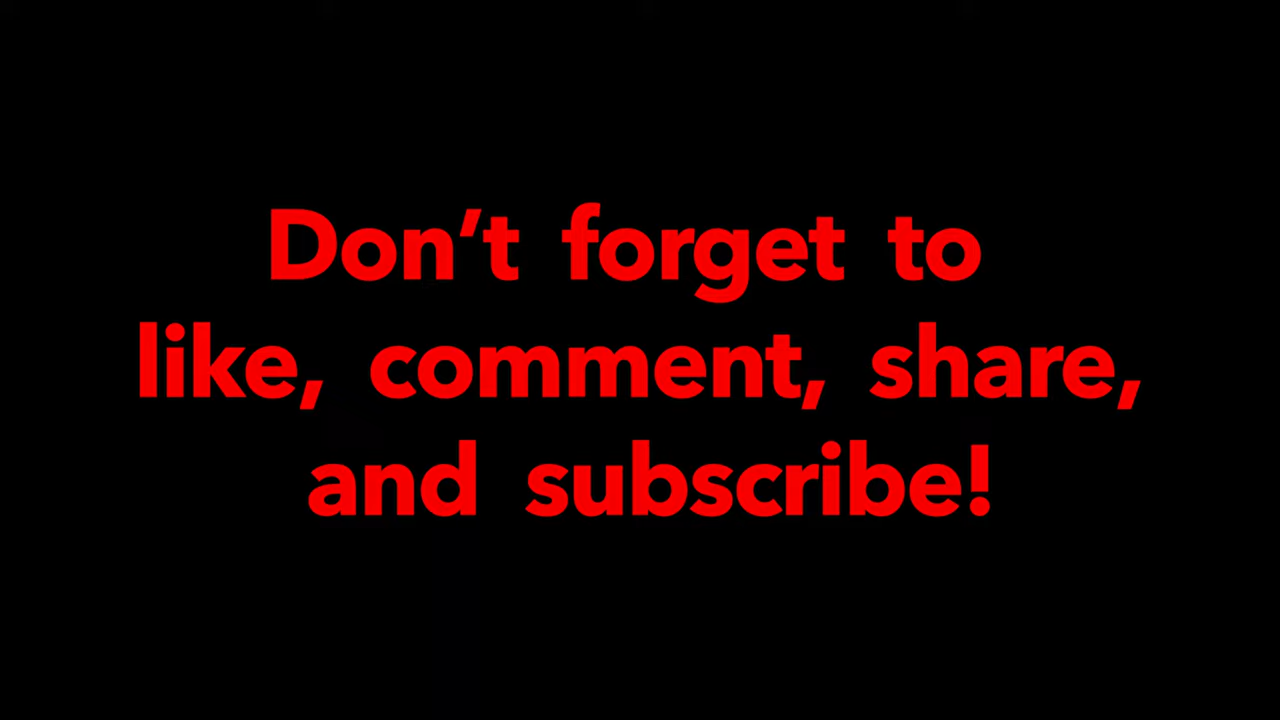 Don’t forget to
like, comment, share,
and subscribe!